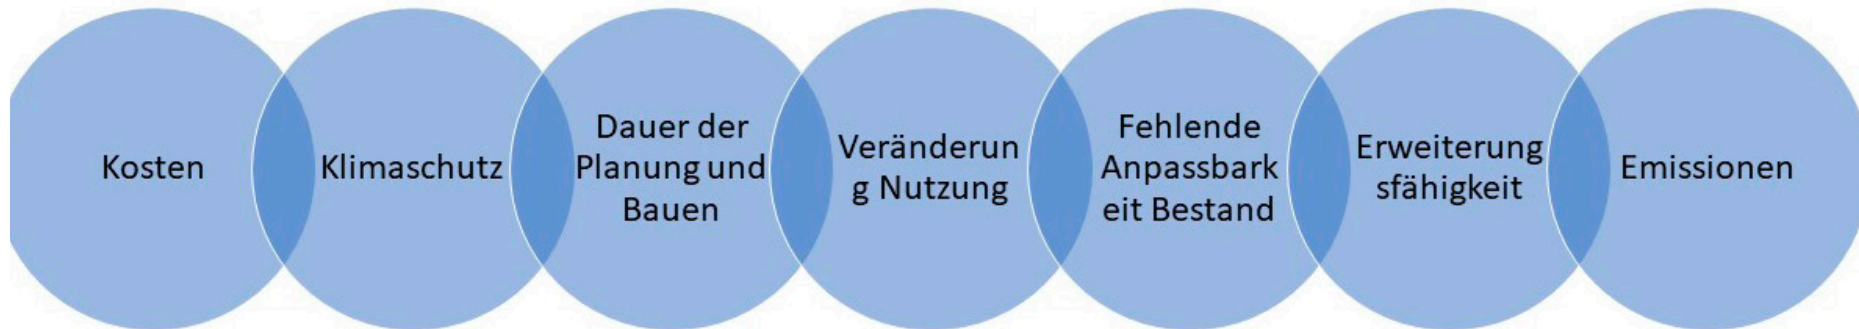 Kosten
Klimaschutz
Dauer der
Planung und
Bauen
Veränderun
g Nutzung
Fehlende
Anpassbark
eit Bestand
Erweiterung
sfähigkeit
Emissionen